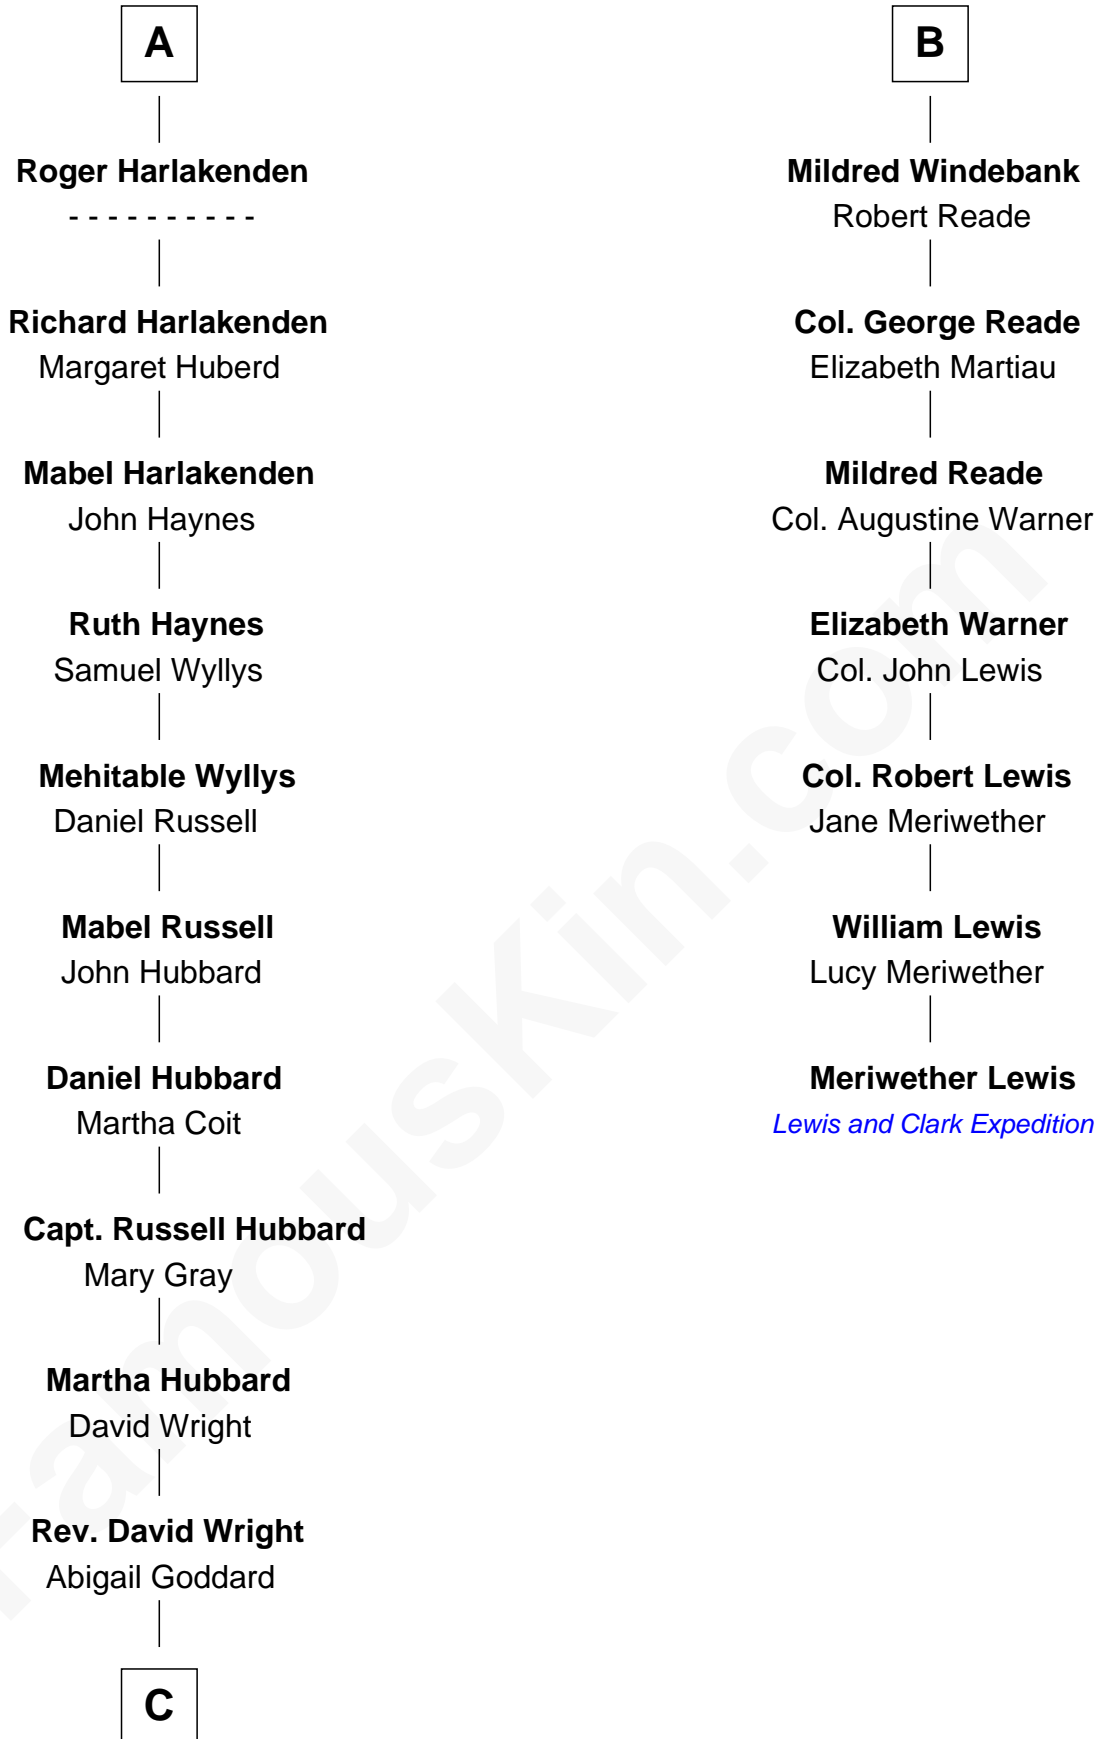 A
Roger Harlakenden
- - - - - - - - - -
Richard Harlakenden
Margaret Huberd
Mabel Harlakenden
John Haynes
Ruth Haynes
Samuel Wyllys
Mehitable Wyllys
Daniel Russell
Mabel Russell
John Hubbard
Daniel Hubbard
Martha Coit
Capt. Russell Hubbard
Mary Gray
Martha Hubbard
David Wright
Rev. David Wright
Abigail Goddard
C
B
Mildred Windebank
Robert Reade
Col. George Reade
Elizabeth Martiau
Mildred Reade
Col. Augustine Warner
Elizabeth Warner
Col. John Lewis
Col. Robert Lewis
Jane Meriwether
William Lewis
Lucy Meriwether
Meriwether Lewis
Lewis and Clark Expedition
FamousKin.com